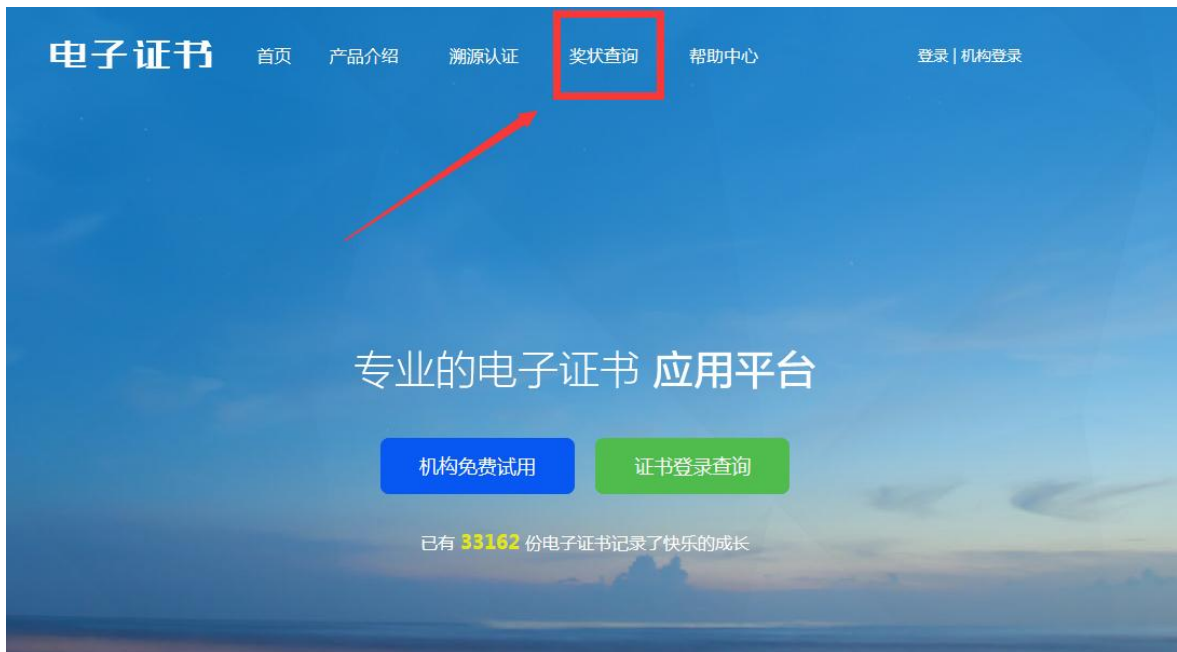 电子证书 首页 产品介绍 溯源认证 奖状查询 帮助中心 登录 | 机构登录
专业的电子证书 应用平台
机构免费试用 证书登录查询
已有 33162 份电子证书记录了快乐的成长